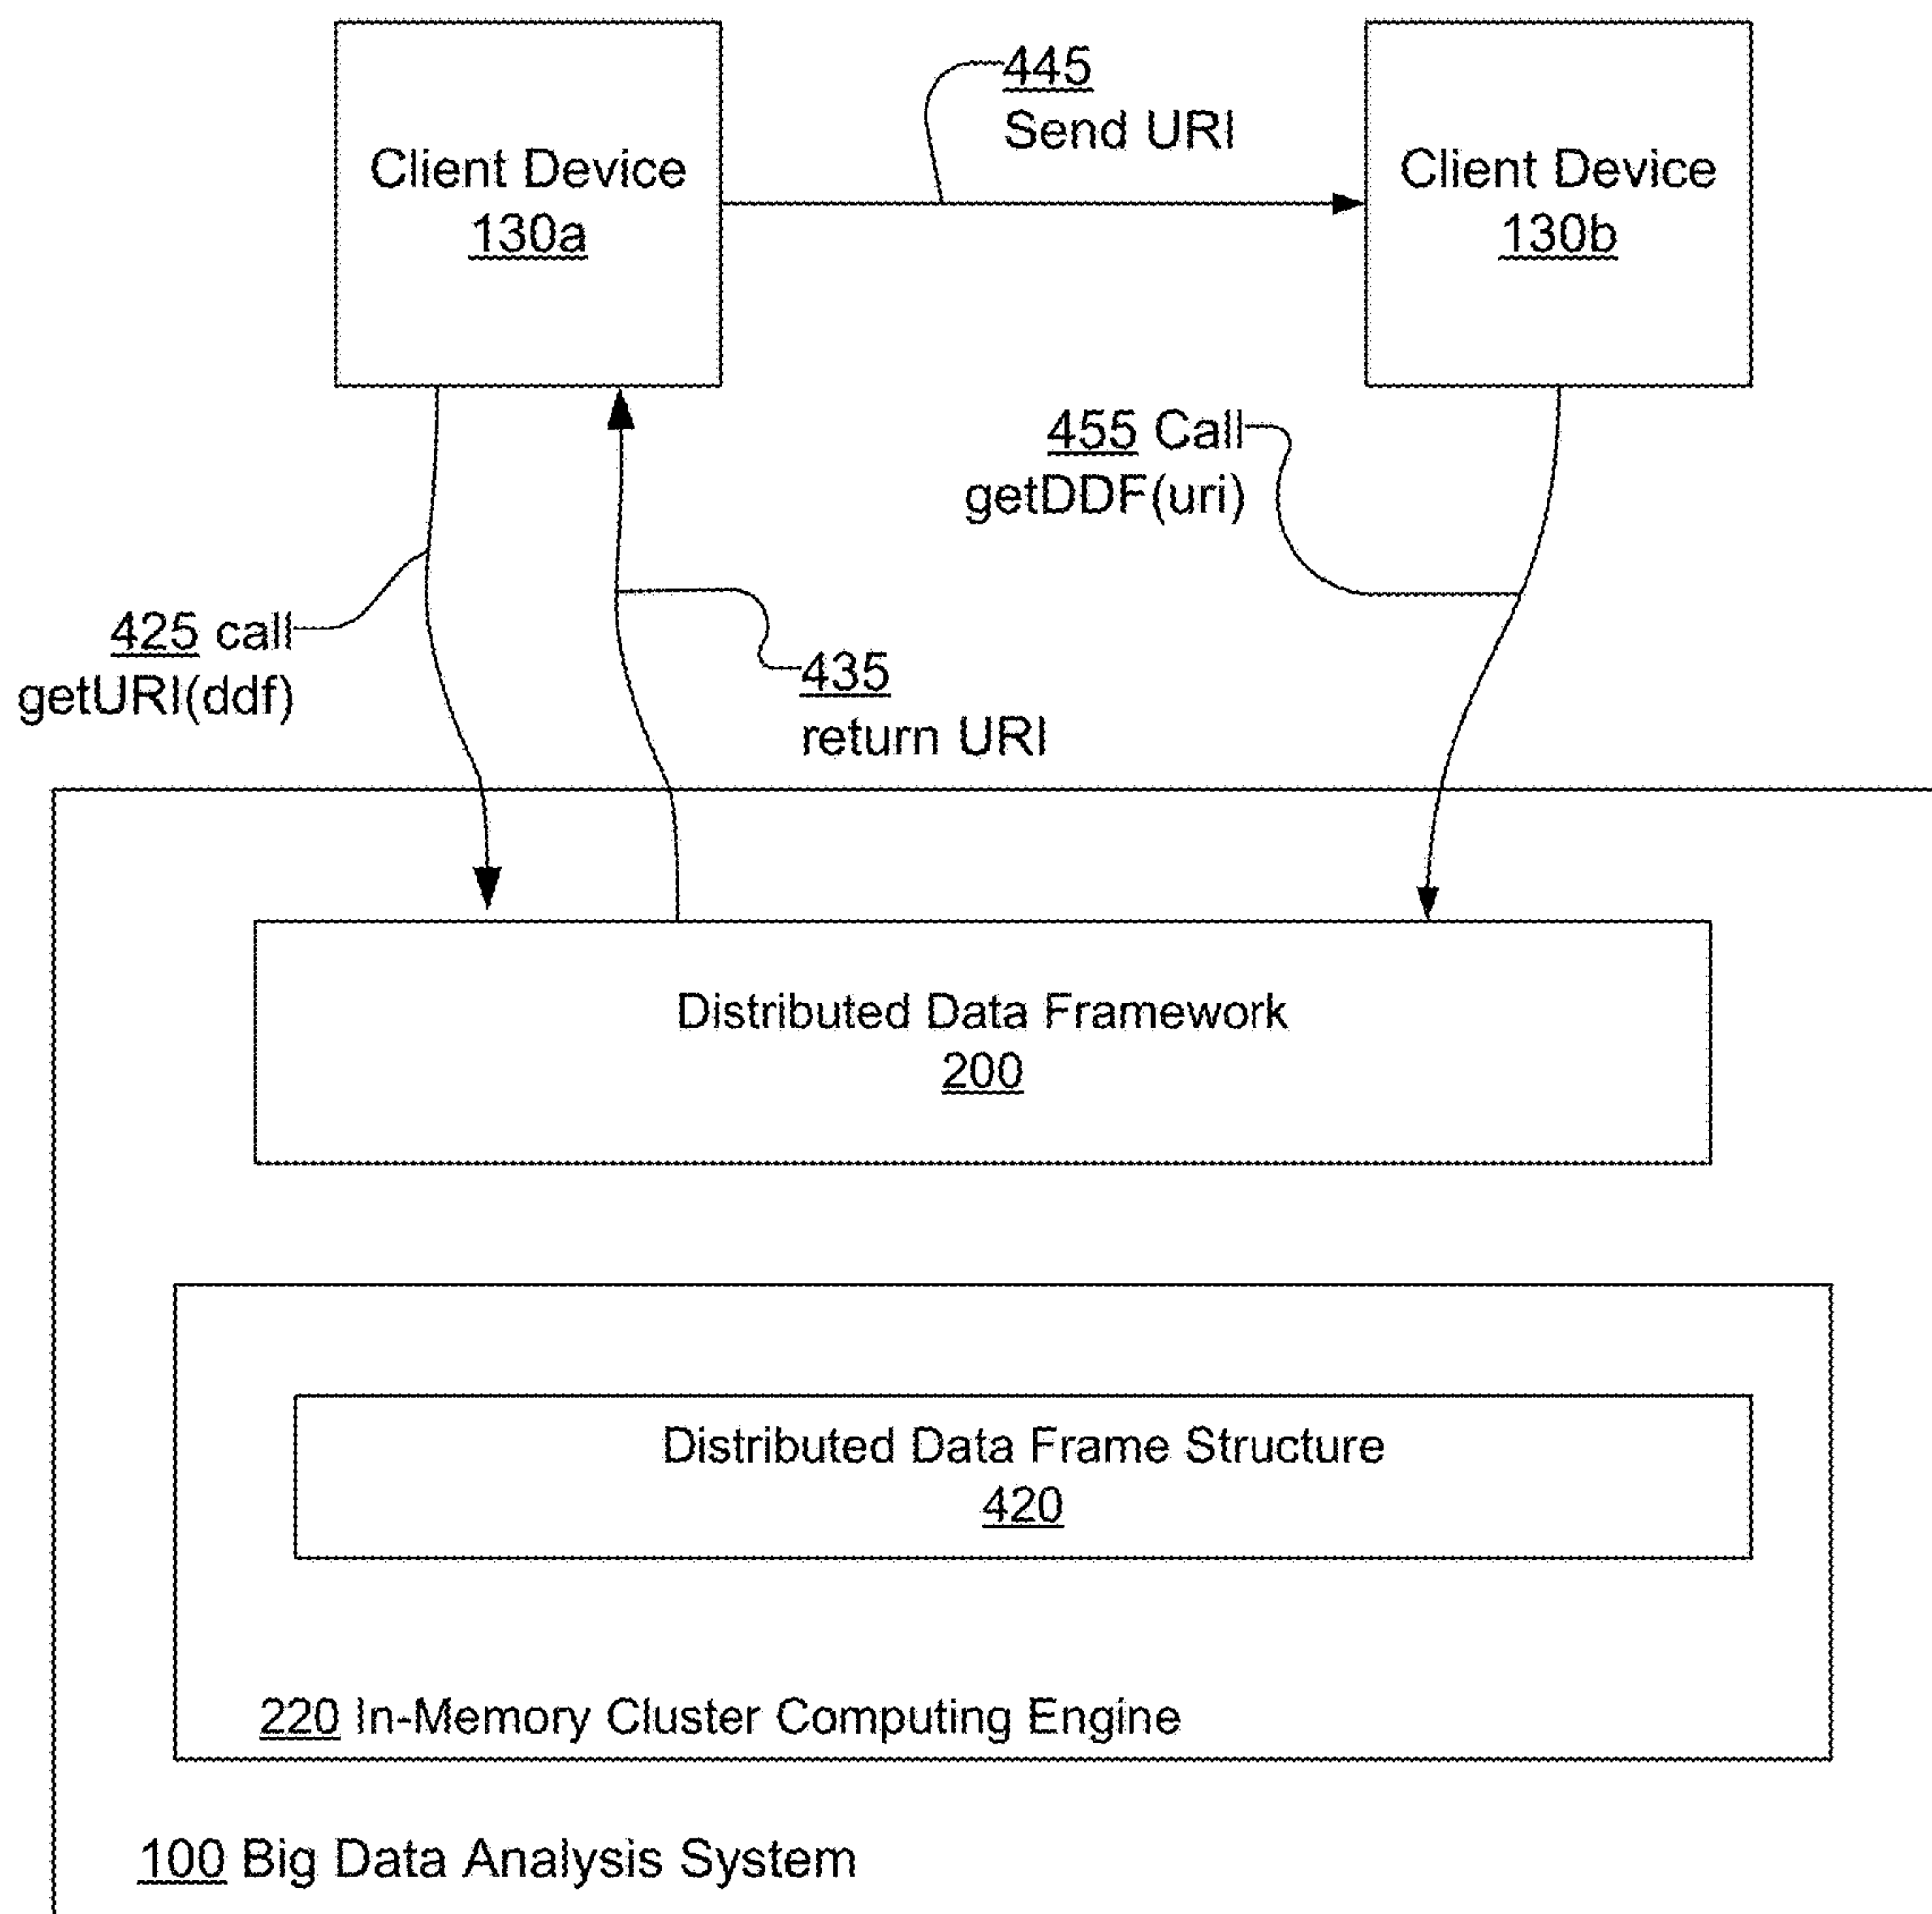 445
Send URI
Client Device
130a
Client Device
130b
455 Call
getDDF(uri)
425 call
getURI(ddf)
435
return URI
Distributed Data Framework
200
Distributed Data Frame Structure
420
220 In-Memory Cluster Computing Engine
100 Big Data Analysis System